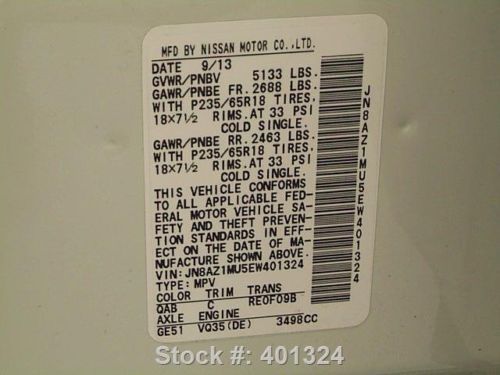 MFD BY NISSAN MOTOR CO.,LTD.
DATE 9/13
GVWR/PNBV 5133 LBS.
GAWR/PNBE FR. 2688 LBS.
WITH P235/65R18 TIRES,
18X7½ RIMS. AT 33 PSI
COLD SINGLE.
GAWR/PNBE RR. 2463 LBS.
WITH P235/65R18 TIRES,
18X7½ RIMS. AT 33 PSI
COLD SINGLE.
THIS VEHICLE CONFORMS
TO ALL APPLICABLE FED-
ERAL MOTOR VEHICLE SA-
FETY AND THEFT PREVEN-
TION STANDARDS IN EFF-
ECT ON THE DATE OF MA-
NUFACTURE SHOWN ABOVE.
VIN: JN8AZ1MU5EW401324
TYPE: MPV
COLOR TRIM TRANS
QAB C RE0F09B
AXLE ENGINE
GE51 VQ35(DE) 3498CC
JN8AZ1MU5EW401324
Stock #: 401324